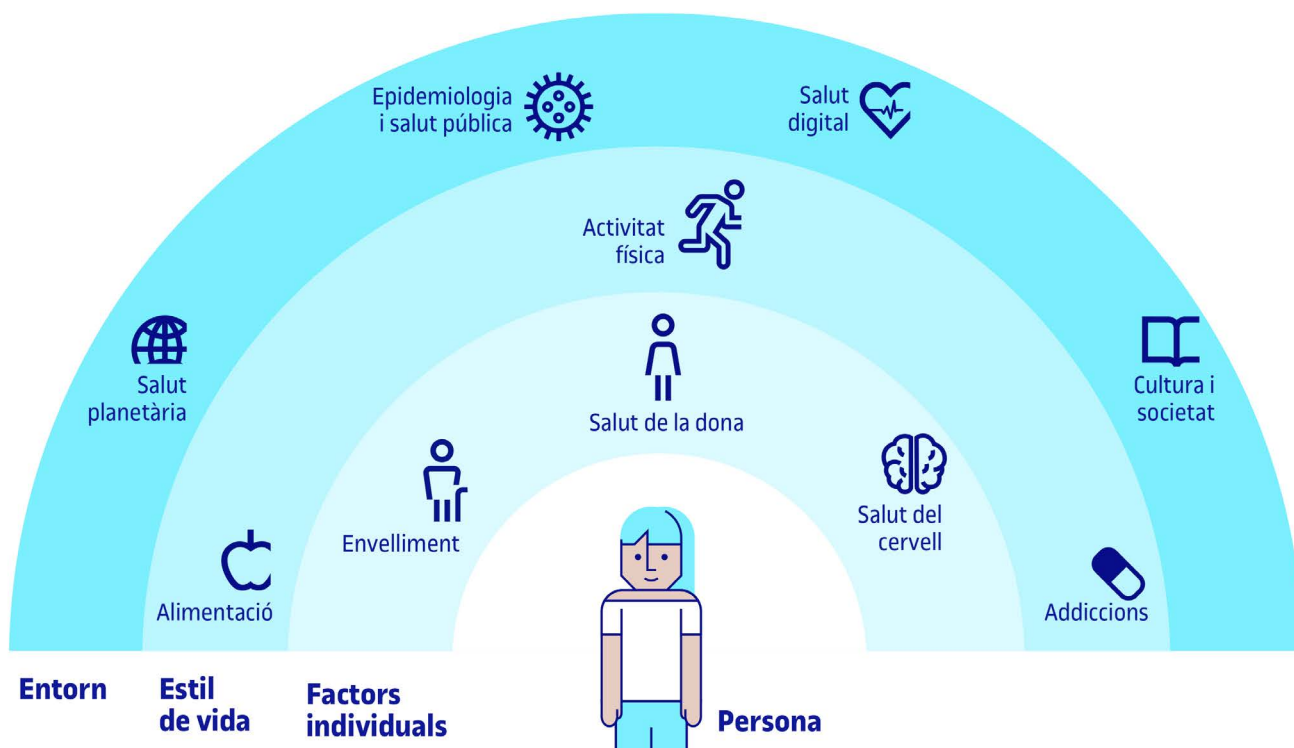 Epidemiologia
i salut pública
Salut
digital
Activitat
física
Salut
planetària
Salut de la dona
Cultura i
societat
Envelliment
Salut del
cervell
Alimentació
Addiccions
Entorn
Estil
de vida
Factors
individuals
Persona